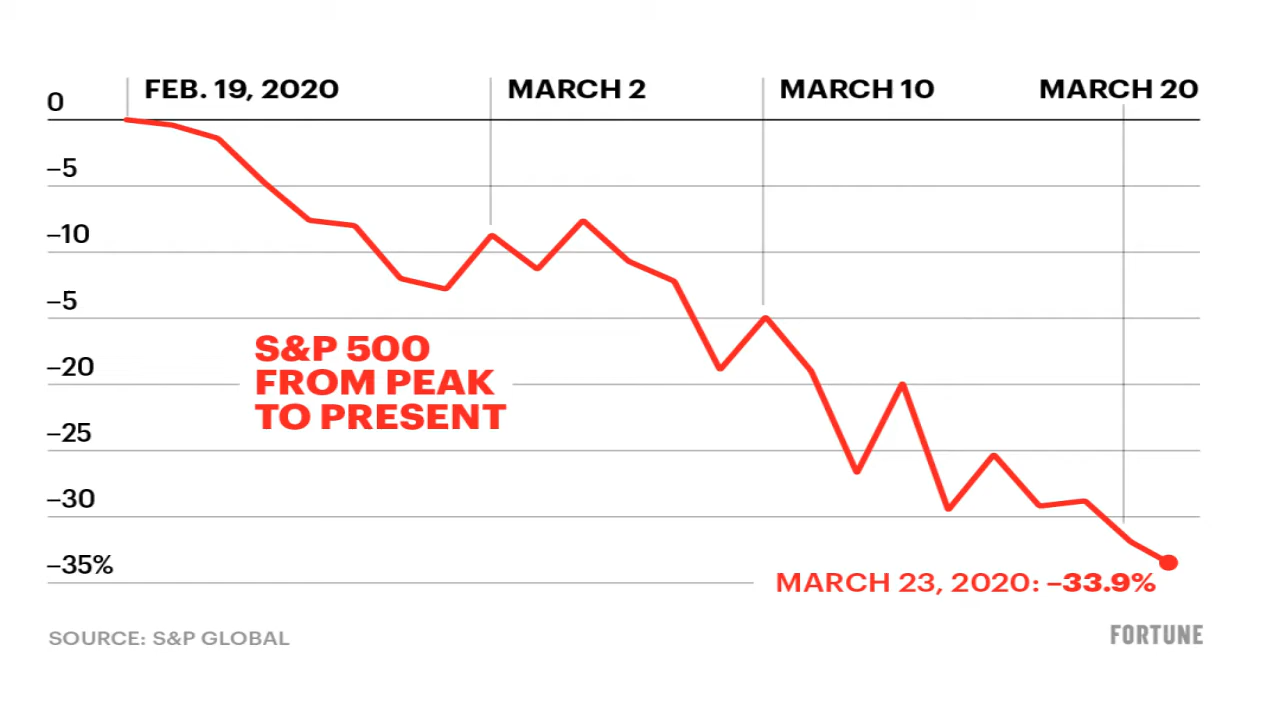 FEB. 19, 2020
MARCH 2
MARCH 10
MARCH 20
0
–5
–10
–5
–20
–25
–30
–35%
S&P 500
FROM PEAK
TO PRESENT
MARCH 23, 2020: –33.9%
SOURCE: S&P GLOBAL
FORTUNE